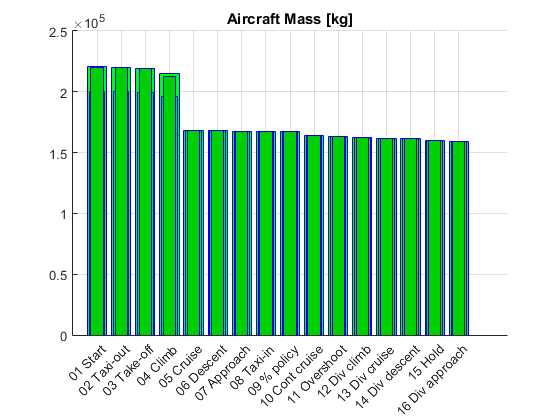 Aircraft Mass [kg]
×10⁵
2.5
2
1.5
1
0.5
0
01 Start
02 Taxi-out
03 Take-off
04 Climb
05 Cruise
06 Descent
07 Approach
08 Taxi-in
09 % policy
10 Cont cruise
11 Overshoot
12 Div climb
13 Div cruise
14 Div descent
15 Hold
16 Div approach